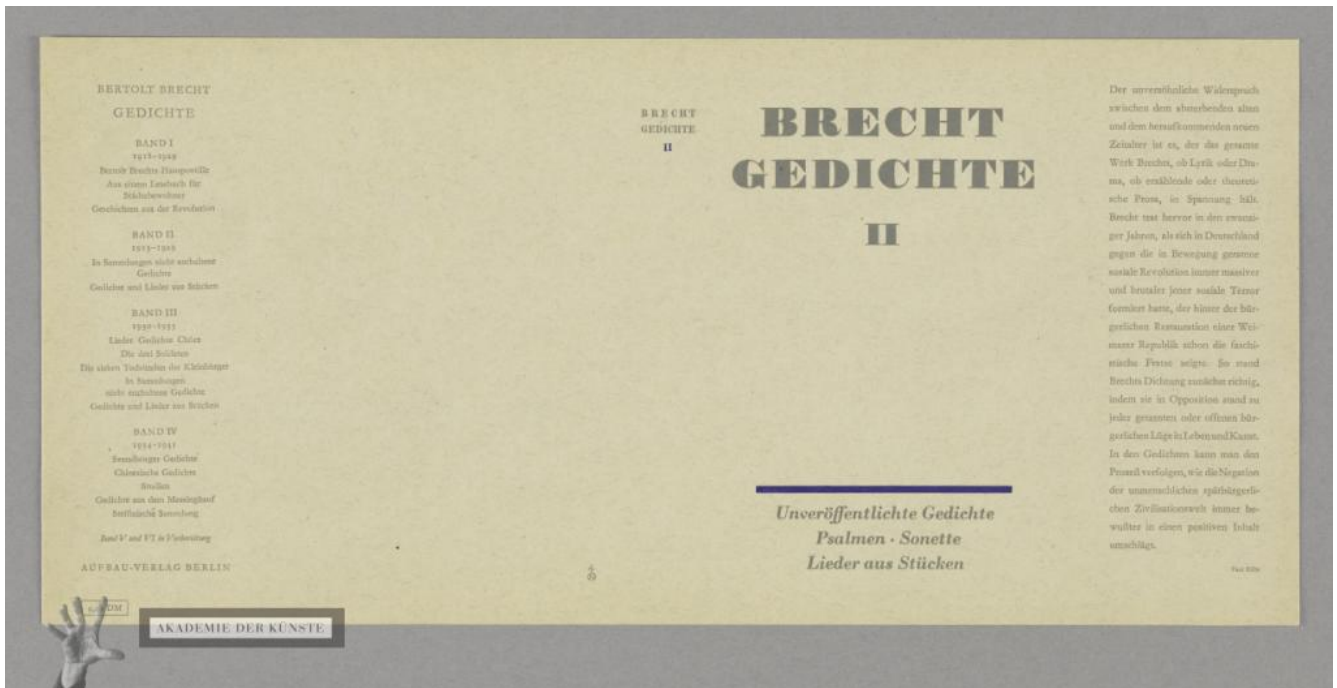 BERTOLT BRECHT
GEDICHTE
BAND I
1918–1929
Bertolt Brechts Hauspostille
Aus einem Lesebuch für
Städtebewohner
Geschichten aus der Revolution
BAND II
1913–1929
In Sammlungen nicht enthaltene
Gedichte
Gedichte und Lieder aus Stücken
BAND III
1930–1933
Lieder Gedichte Chöre
Die drei Soldaten
Die sieben Todsünden der Kleinbürger
In Sammlungen
nicht enthaltene Gedichte
Gedichte und Lieder aus Stücken
BAND IV
1934–1941
Svendborger Gedichte
Chinesische Gedichte
Studien
Gedichte aus dem Messingkauf
Steffinische Sammlung
Band V und VI in Vorbereitung
AUFBAU-VERLAG BERLIN
DM
AKADEMIE DER KÜNSTE
BRECHT
GEDICHTE
II
BRECHT
GEDICHTE
II
Unveröffentlichte Gedichte
Psalmen · Sonette
Lieder aus Stücken
Der unversöhnliche Widerspruch
zwischen dem absterbenden alten
und dem heraufkommenden neuen
Zeitalter ist es, der das gesamte
Werk Brechts, ob Lyrik oder Dra-
ma, ob erzählende oder theoreti-
sche Prosa, in Spannung hält.
Brecht trat hervor in den zwanzi-
ger Jahren, als sich in Deutschland
gegen die in Bewegung geratene
soziale Revolution immer massiver
und brutaler jener soziale Terror
formiert hatte, der hinter der bür-
gerlichen Restauration einer Wei-
marer Republik schon die faschi-
stische Fratze zeigte. So stand
Brechts Dichtung zunächst richtig,
indem sie in Opposition stand zu
jeder getarnten oder offenen bür-
gerlichen Lüge in Leben und Kunst.
In den Gedichten kann man den
Prozeß verfolgen, wie die Negation
der unmenschlichen spätbürgerli-
chen Zivilisationswelt immer be-
wußter in einen positiven Inhalt
umschlägt.